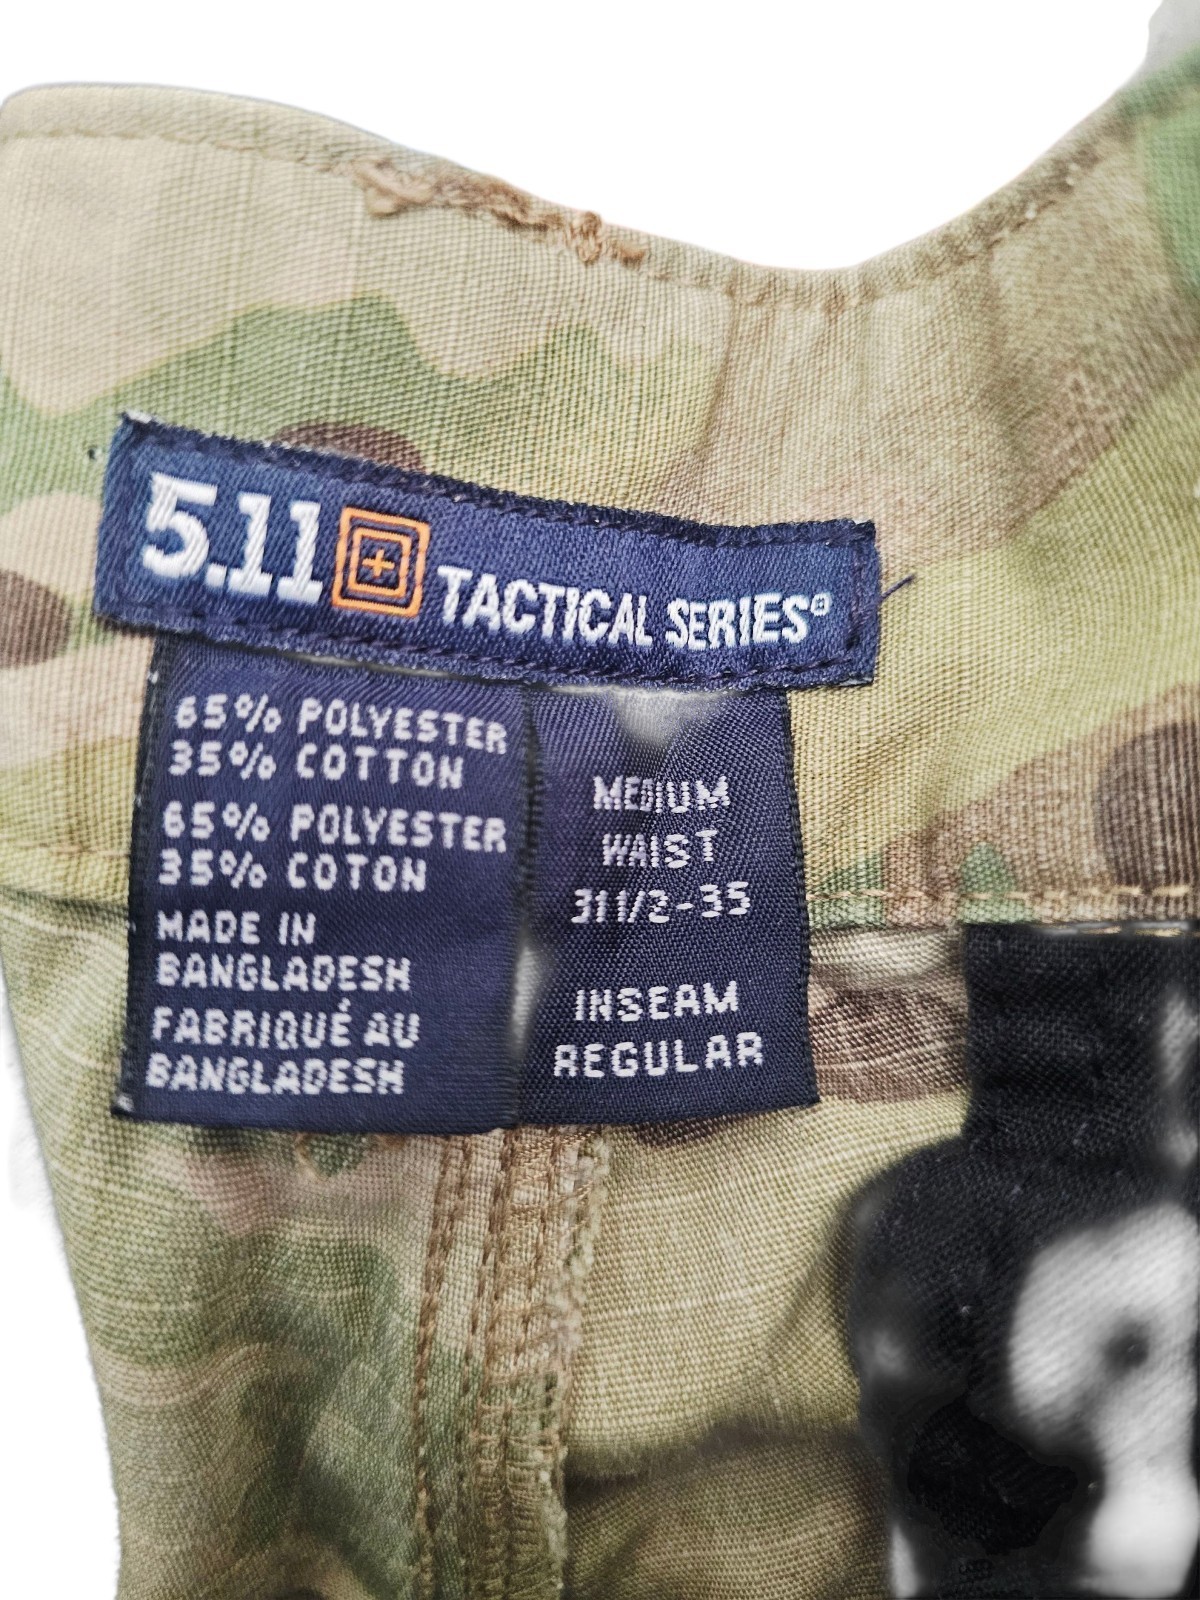 5.11 TACTICAL SERIES
65% POLYESTER
35% COTTON
65% POLYESTER
35% COTON
MADE IN
BANGLADESH
FABRIQUÉ AU
BANGLADESH
MEDIUM
WAIST
31 1/2-35
INSEAM
REGULAR